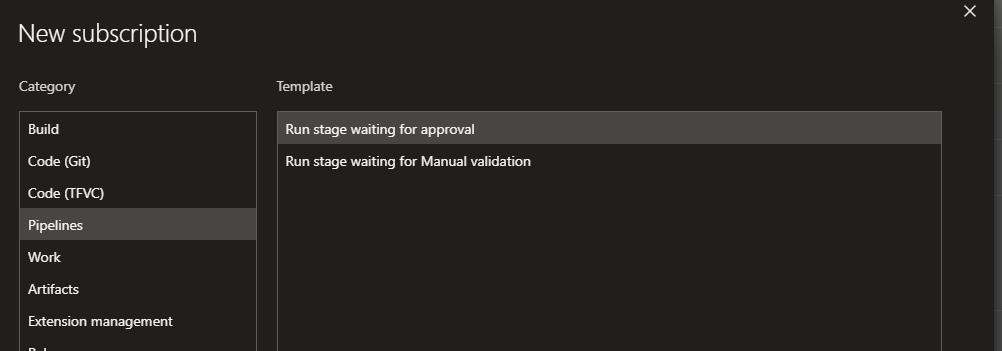 New subscription
Category
Template
Build
Code (Git)
Code (TFVC)
Pipelines
Work
Artifacts
Extension management
Run stage waiting for approval
Run stage waiting for Manual validation